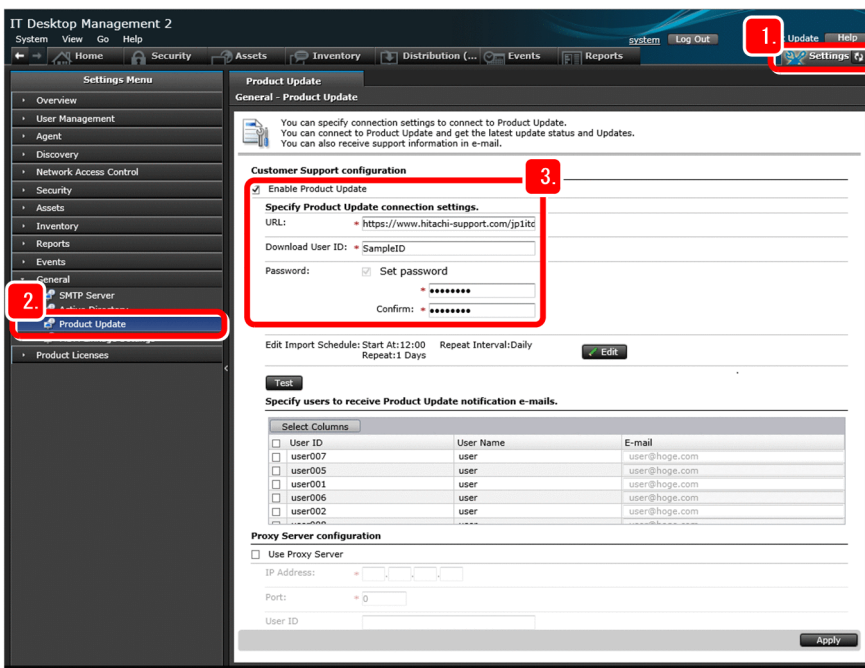 IT Desktop Management 2
System View Go Help
system Log Out
1.
Update Help
Home Security Assets Inventory Distribution (... Events Reports Settings
Settings Menu
Overview
User Management
Agent
Discovery
Network Access Control
Security
Assets
Inventory
Reports
Events
General
SMTP Server
2.
Active Directory
Product Update
Product Licenses
Product Update
General - Product Update
You can specify connection settings to connect to Product Update.
You can connect to Product Update and get the latest update status and Updates.
You can also receive support information in e-mail.
Customer Support configuration
3.
Enable Product Update
Specify Product Update connection settings.
URL: * https://www.hitachi-support.com/jp1itd
Download User ID: * SampleID
Password: Set password
* ••••••••
Confirm: * ••••••••
Edit Import Schedule: Start At:12:00 Repeat Interval:Daily
Repeat:1 Days
Edit
Test
Specify users to receive Product Update notification e-mails.
Select Columns
User ID User Name E-mail
user007 user user@hoge.com
user005 user user@hoge.com
user001 user user@hoge.com
user006 user user@hoge.com
user002 user user@hoge.com
Proxy Server configuration
Use Proxy Server
IP Address: * . . .
Port: * 0
User ID
Apply